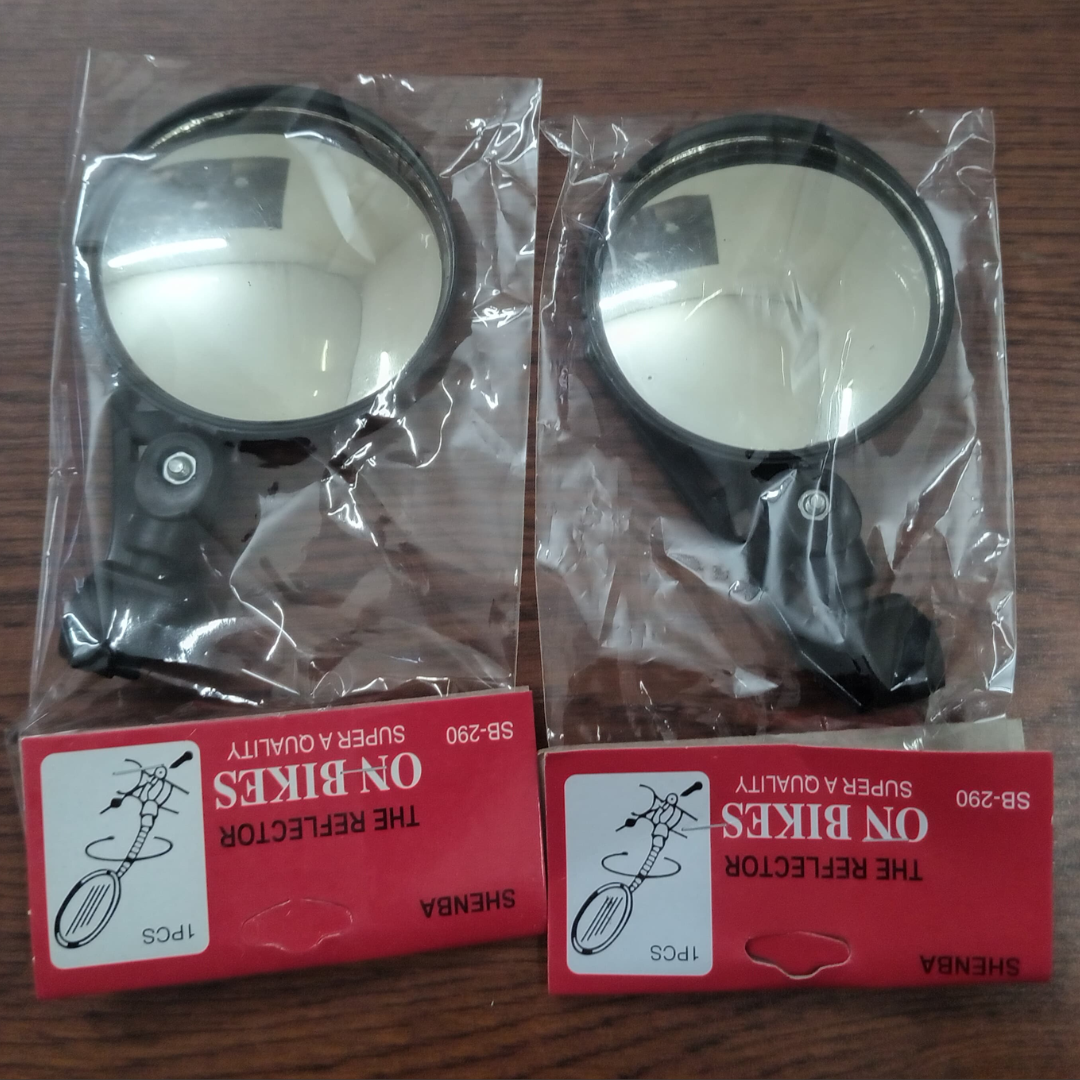 SHENBA
THE REFLECTOR
ON BIKES
SUPER A QUALITY
SB-290
1PCS
SHENBA
THE REFLECTOR
ON BIKES
SUPER A QUALITY
SB-290
1PCS